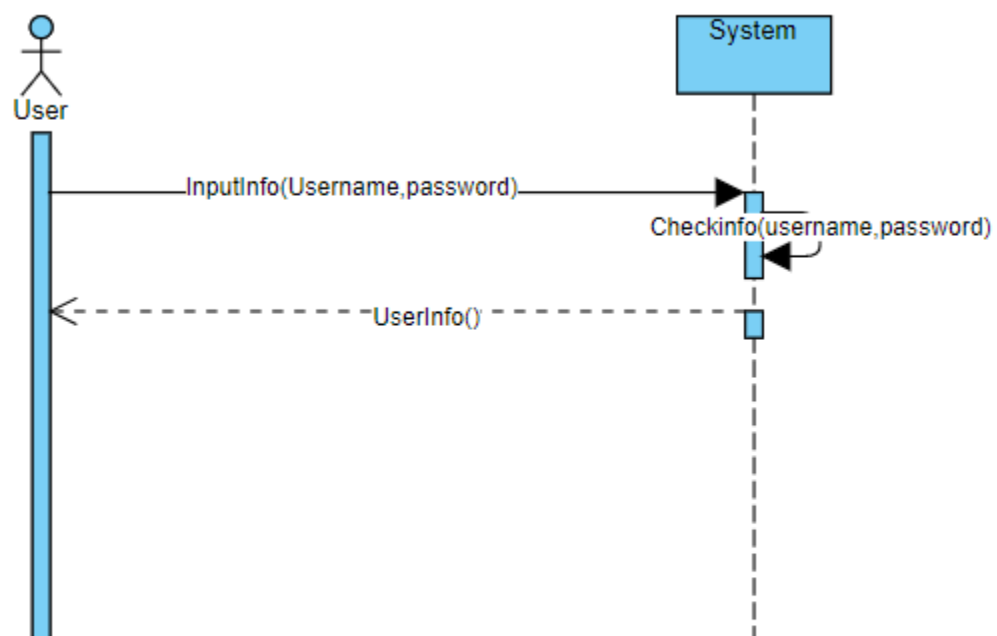 System
User
InputInfo(Username,password)
Checkinfo(username,password)
UserInfo()